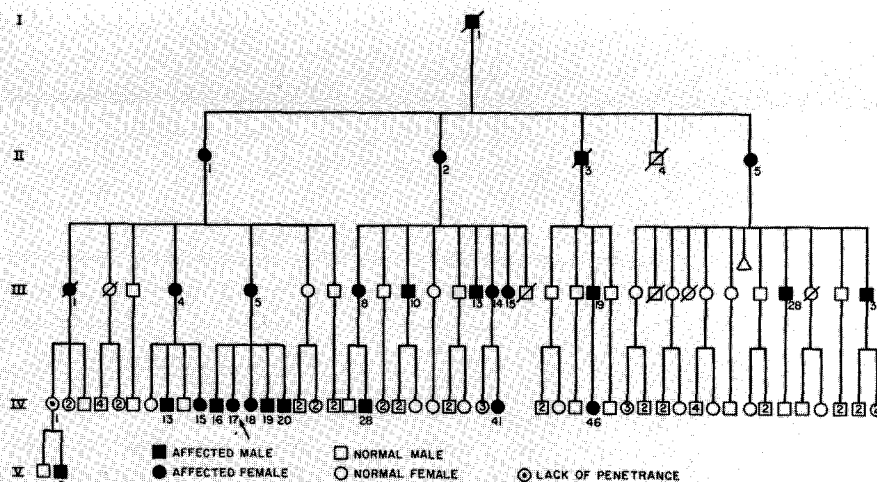 I
1
II
1 2 3 4 5
III
1 4 5 8 10 13 14 15 19 28 3
IV
2 4 2 2 2 2 2 2 2 3 2 3 2 2 4 2 2 2 2
1 13 15 16 17 18 19 20 28 41 46
AFFECTED MALE NORMAL MALE
V AFFECTED FEMALE NORMAL FEMALE LACK OF PENETRANCE